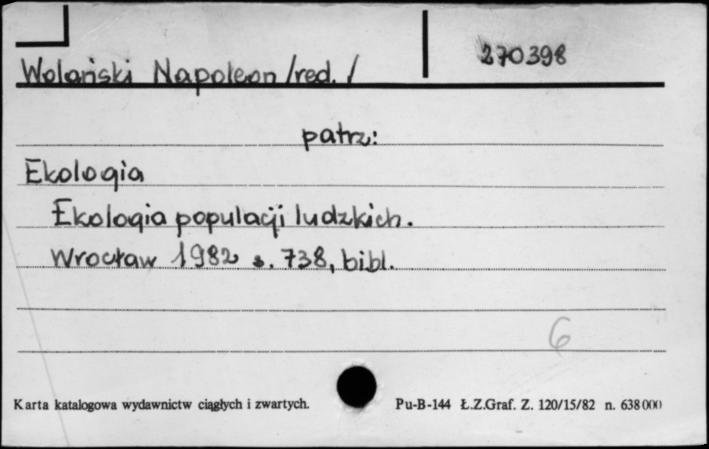 Wolański Napoleon /red. /
270398
patrz:
Ekologia
Ekologia populacji ludzkich.
Wrocław 1982 s. 738, bibl.
6
Karta katalogowa wydawnictw ciągłych i zwartych.
Pu-B-144 Ł.Z.Graf. Z. 120/15/82 n. 638000